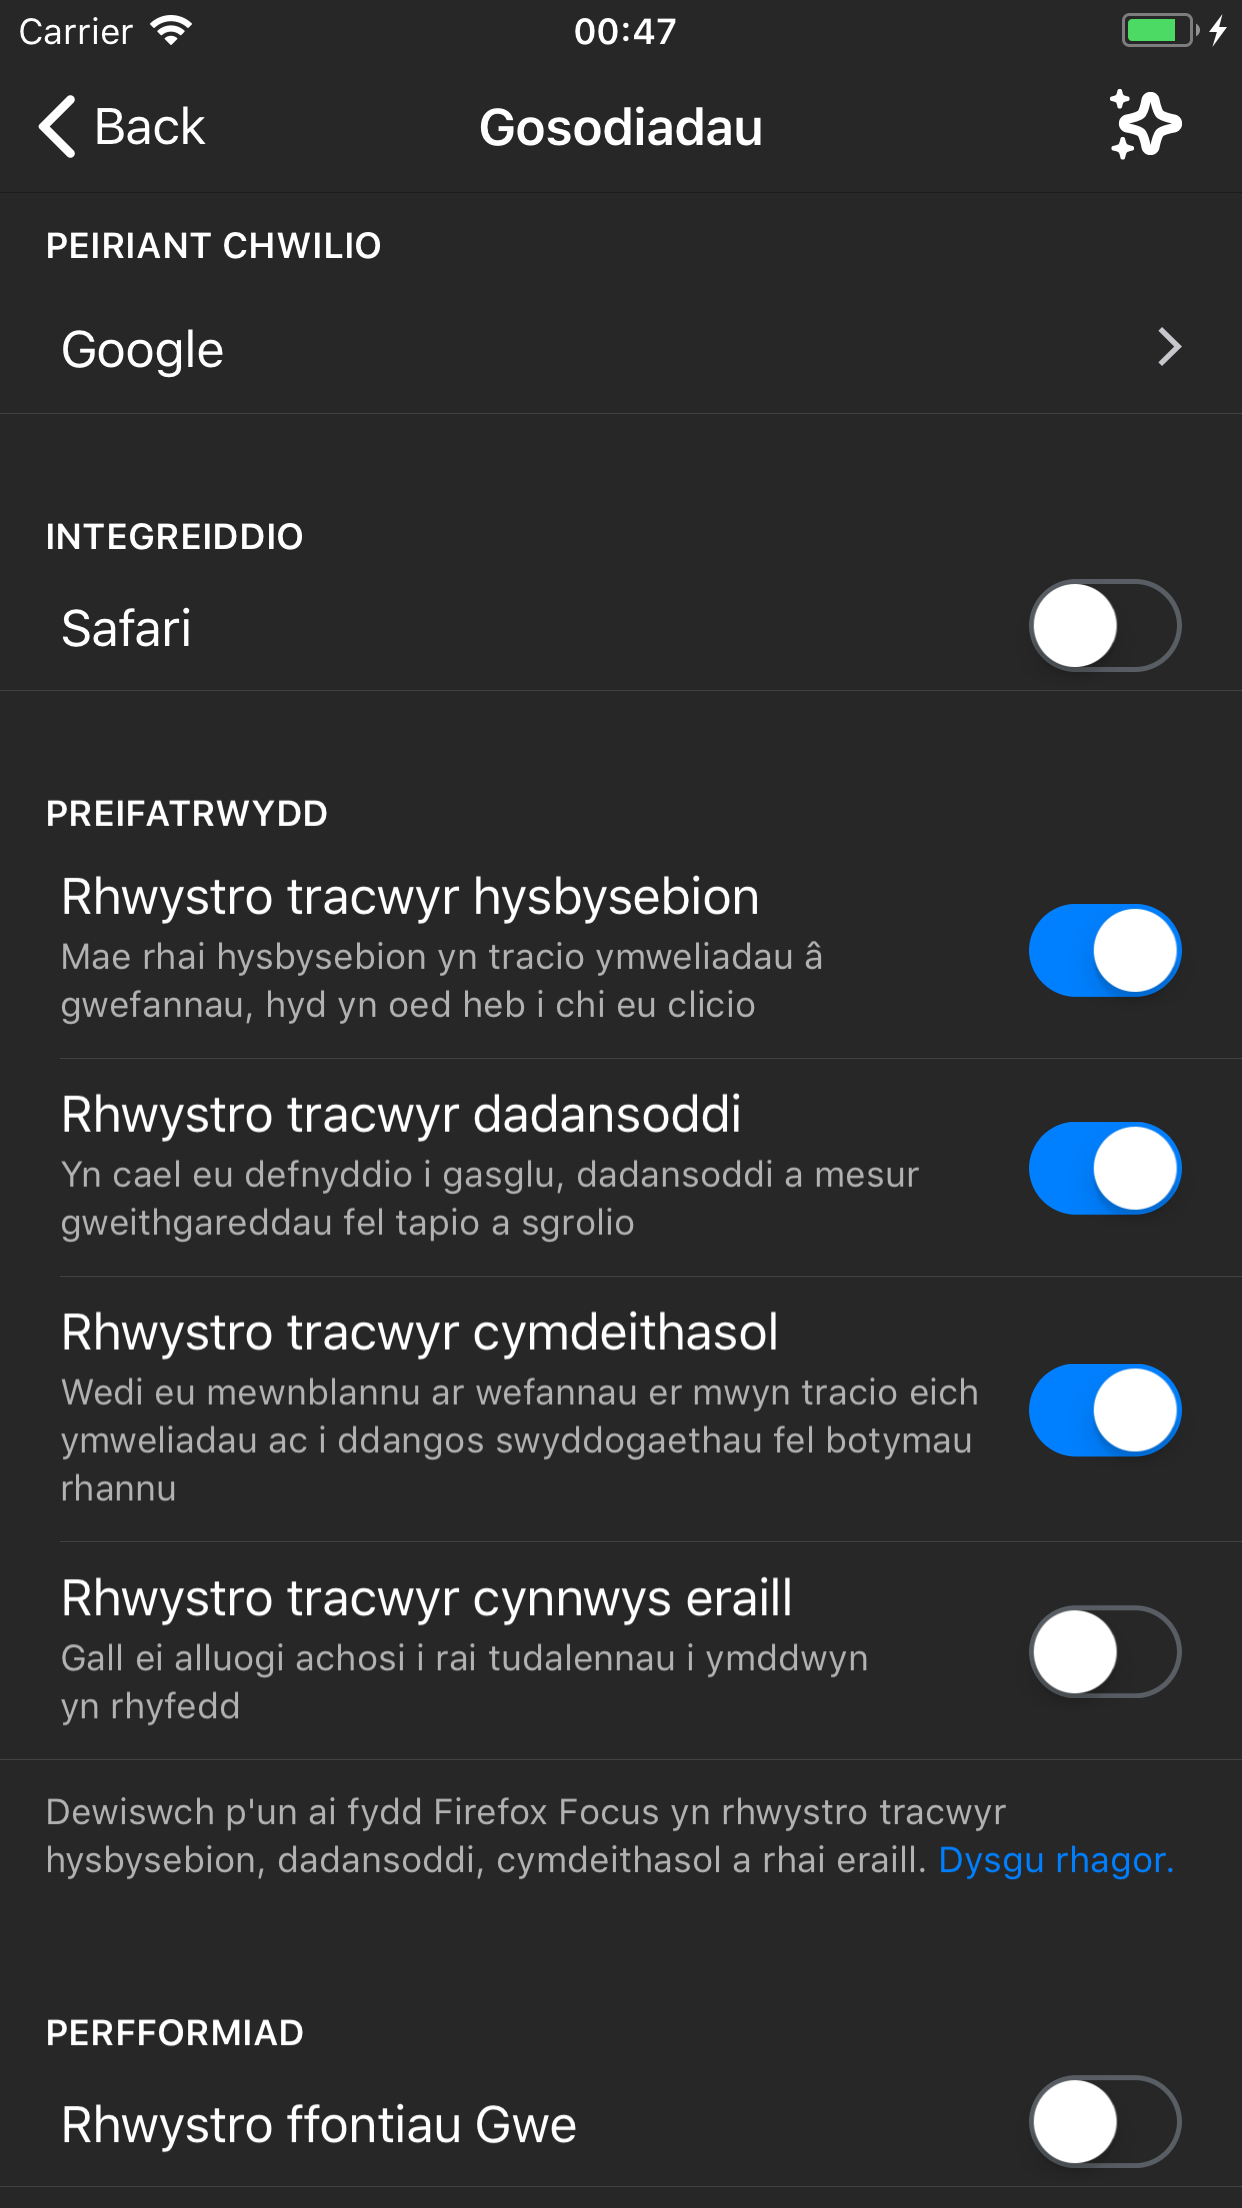 Carrier
00:47
Back
Gosodiadau
PEIRIANT CHWILIO
Google
INTEGREIDDIO
Safari
PREIFATRWYDD
Rhwystro tracwyr hysbysebion
Mae rhai hysbysebion yn tracio ymweliadau â
gwefannau, hyd yn oed heb i chi eu clicio
Rhwystro tracwyr dadansoddi
Yn cael eu defnyddio i gasglu, dadansoddi a mesur
gweithgareddau fel tapio a sgrolio
Rhwystro tracwyr cymdeithasol
Wedi eu mewnblannu ar wefannau er mwyn tracio eich
ymweliadau ac i ddangos swyddogaethau fel botymau
rhannu
Rhwystro tracwyr cynnwys eraill
Gall ei alluogi achosi i rai tudalennau i ymddwyn
yn rhyfedd
Dewiswch p'un ai fydd Firefox Focus yn rhwystro tracwyr
hysbysebion, dadansoddi, cymdeithasol a rhai eraill. Dysgu rhagor.
PERFFORMIAD
Rhwystro ffontiau Gwe